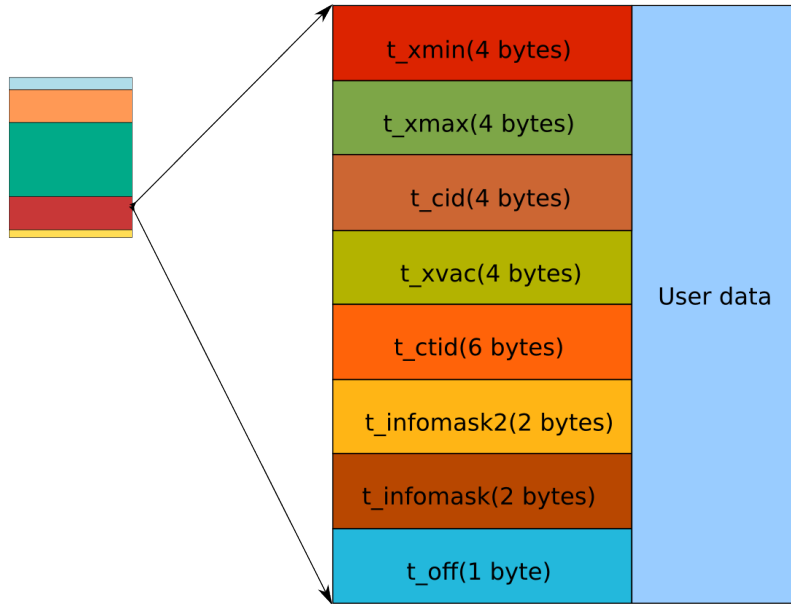 t_xmin(4 bytes)
t_xmax(4 bytes)
t_cid(4 bytes)
t_xvac(4 bytes)
t_ctid(6 bytes)
t_infomask2(2 bytes)
t_infomask(2 bytes)
t_off(1 byte)
User data